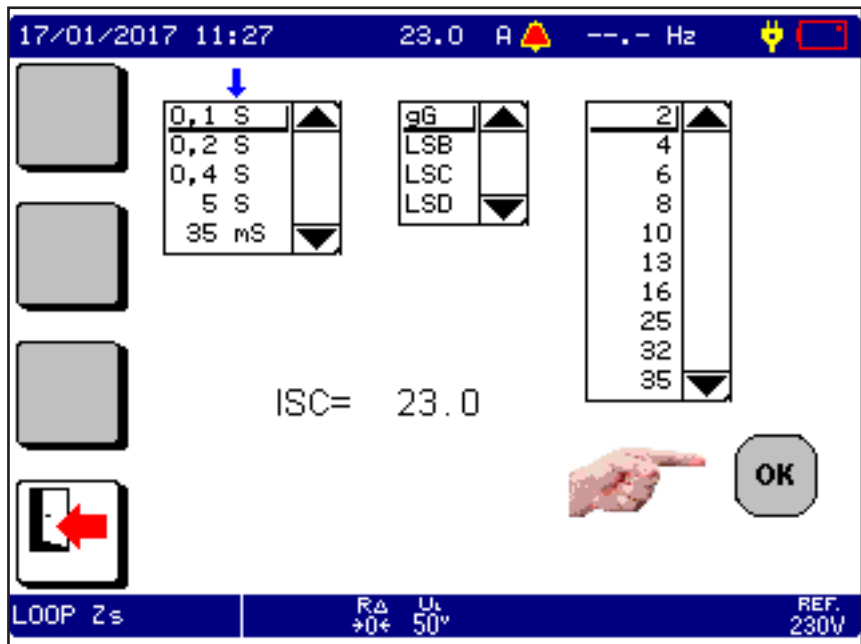 17/01/2017 11:27 23.0 A --.- Hz
0,1 S
0,2 S
0,4 S
5 S
35 mS
gG
LSB
LSC
LSD
2
4
6
8
10
13
16
25
32
35
ISC= 23.0
OK
LOOP Zs
RΔ
→0←
UL
50V
REF.
230V